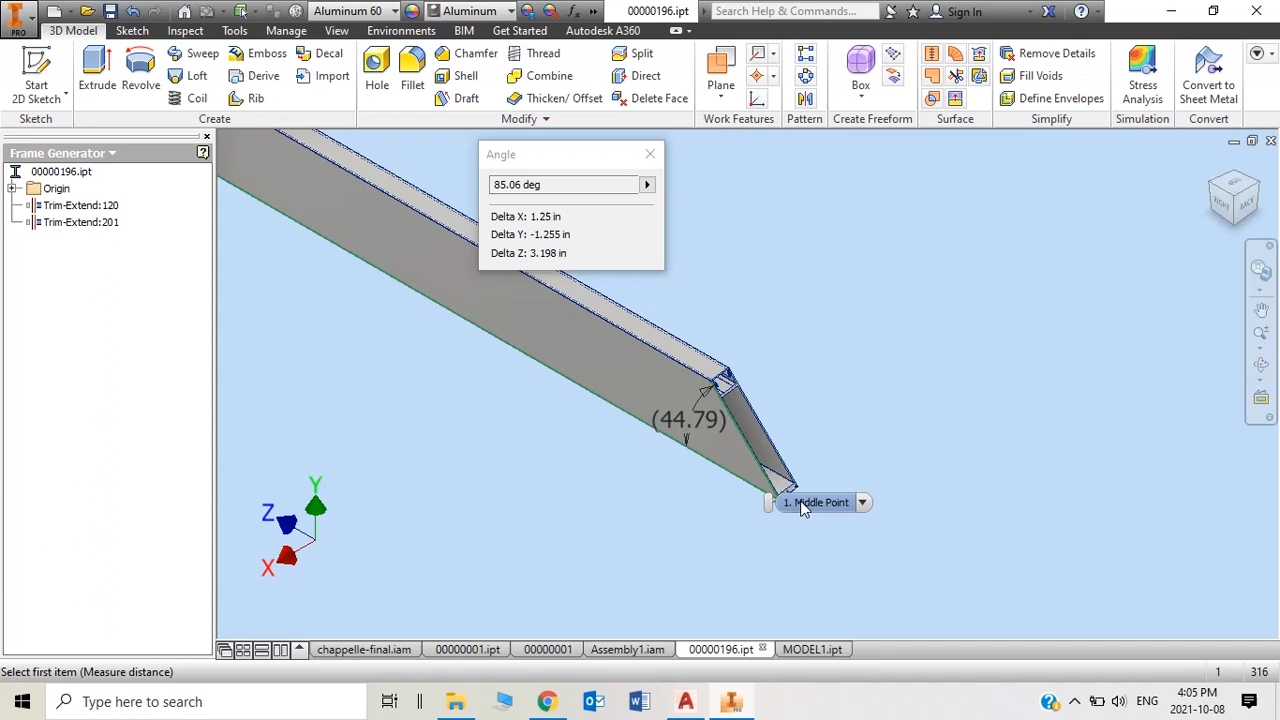 PRO
Aluminum 60
Aluminum
fx
00000196.ipt
Search Help & Commands...
Sign In
3D Model
Sketch
Inspect
Tools
Manage
View
Environments
BIM
Get Started
Autodesk A360
Start
2D Sketch
Extrude
Revolve
Sweep
Loft
Coil
Emboss
Derive
Rib
Decal
Import
Hole
Fillet
Chamfer
Shell
Draft
Thread
Combine
Thicken/ Offset
Split
Direct
Delete Face
Plane
Box
Remove Details
Fill Voids
Define Envelopes
Stress
Analysis
Convert to
Sheet Metal
Sketch
Create
Modify
Work Features
Pattern
Create Freeform
Surface
Simplify
Simulation
Convert
Frame Generator
00000196.ipt
Origin
Trim-Extend:120
Trim-Extend:201
Angle
85.06 deg
Delta X: 1.25 in
Delta Y: -1.255 in
Delta Z: 3.198 in
RIGHT
BACK
(44.79)
1. Middle Point
Y
Z
X
chappelle-final.iam
00000001.ipt
00000001
Assembly1.iam
00000196.ipt
MODEL1.ipt
Select first item (Measure distance)
1
316
Type here to search
ENG
4:05 PM
2021-10-08